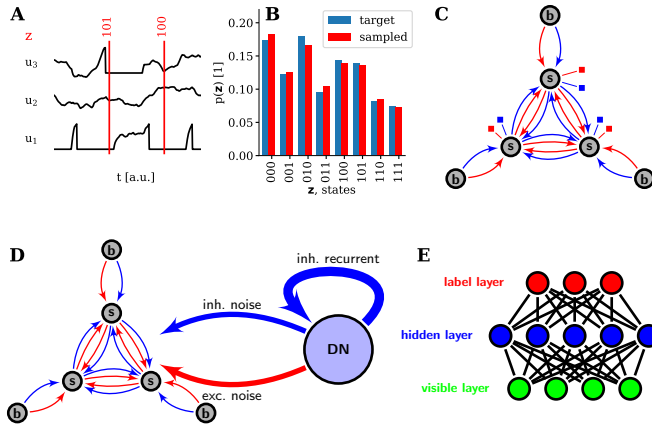 A
z
101
100
u3
u2
u1
t [a.u.]
B
target
sampled
p(z) [1]
0.20
0.15
0.10
0.05
0.00
000
001
010
011
100
101
110
111
z, states
C
b
s
s
s
b
b
D
b
s
s
s
b
b
inh. noise
exc. noise
inh. recurrent
DN
E
label layer
hidden layer
visible layer